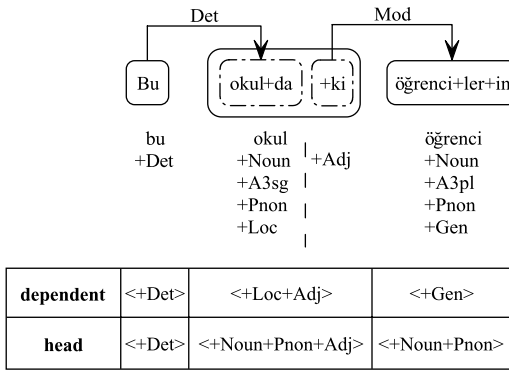 Det Mod
Bu okul+da +ki öğrenci+ler+in
bu okul öğrenci
+Det +Noun +Adj +Noun
+A3sg +A3pl
+Pnon +Pnon
+Loc +Gen
dependent <+Det> <+Loc+Adj> <+Gen>
head <+Det> <+Noun+Pnon+Adj> <+Noun+Pnon>